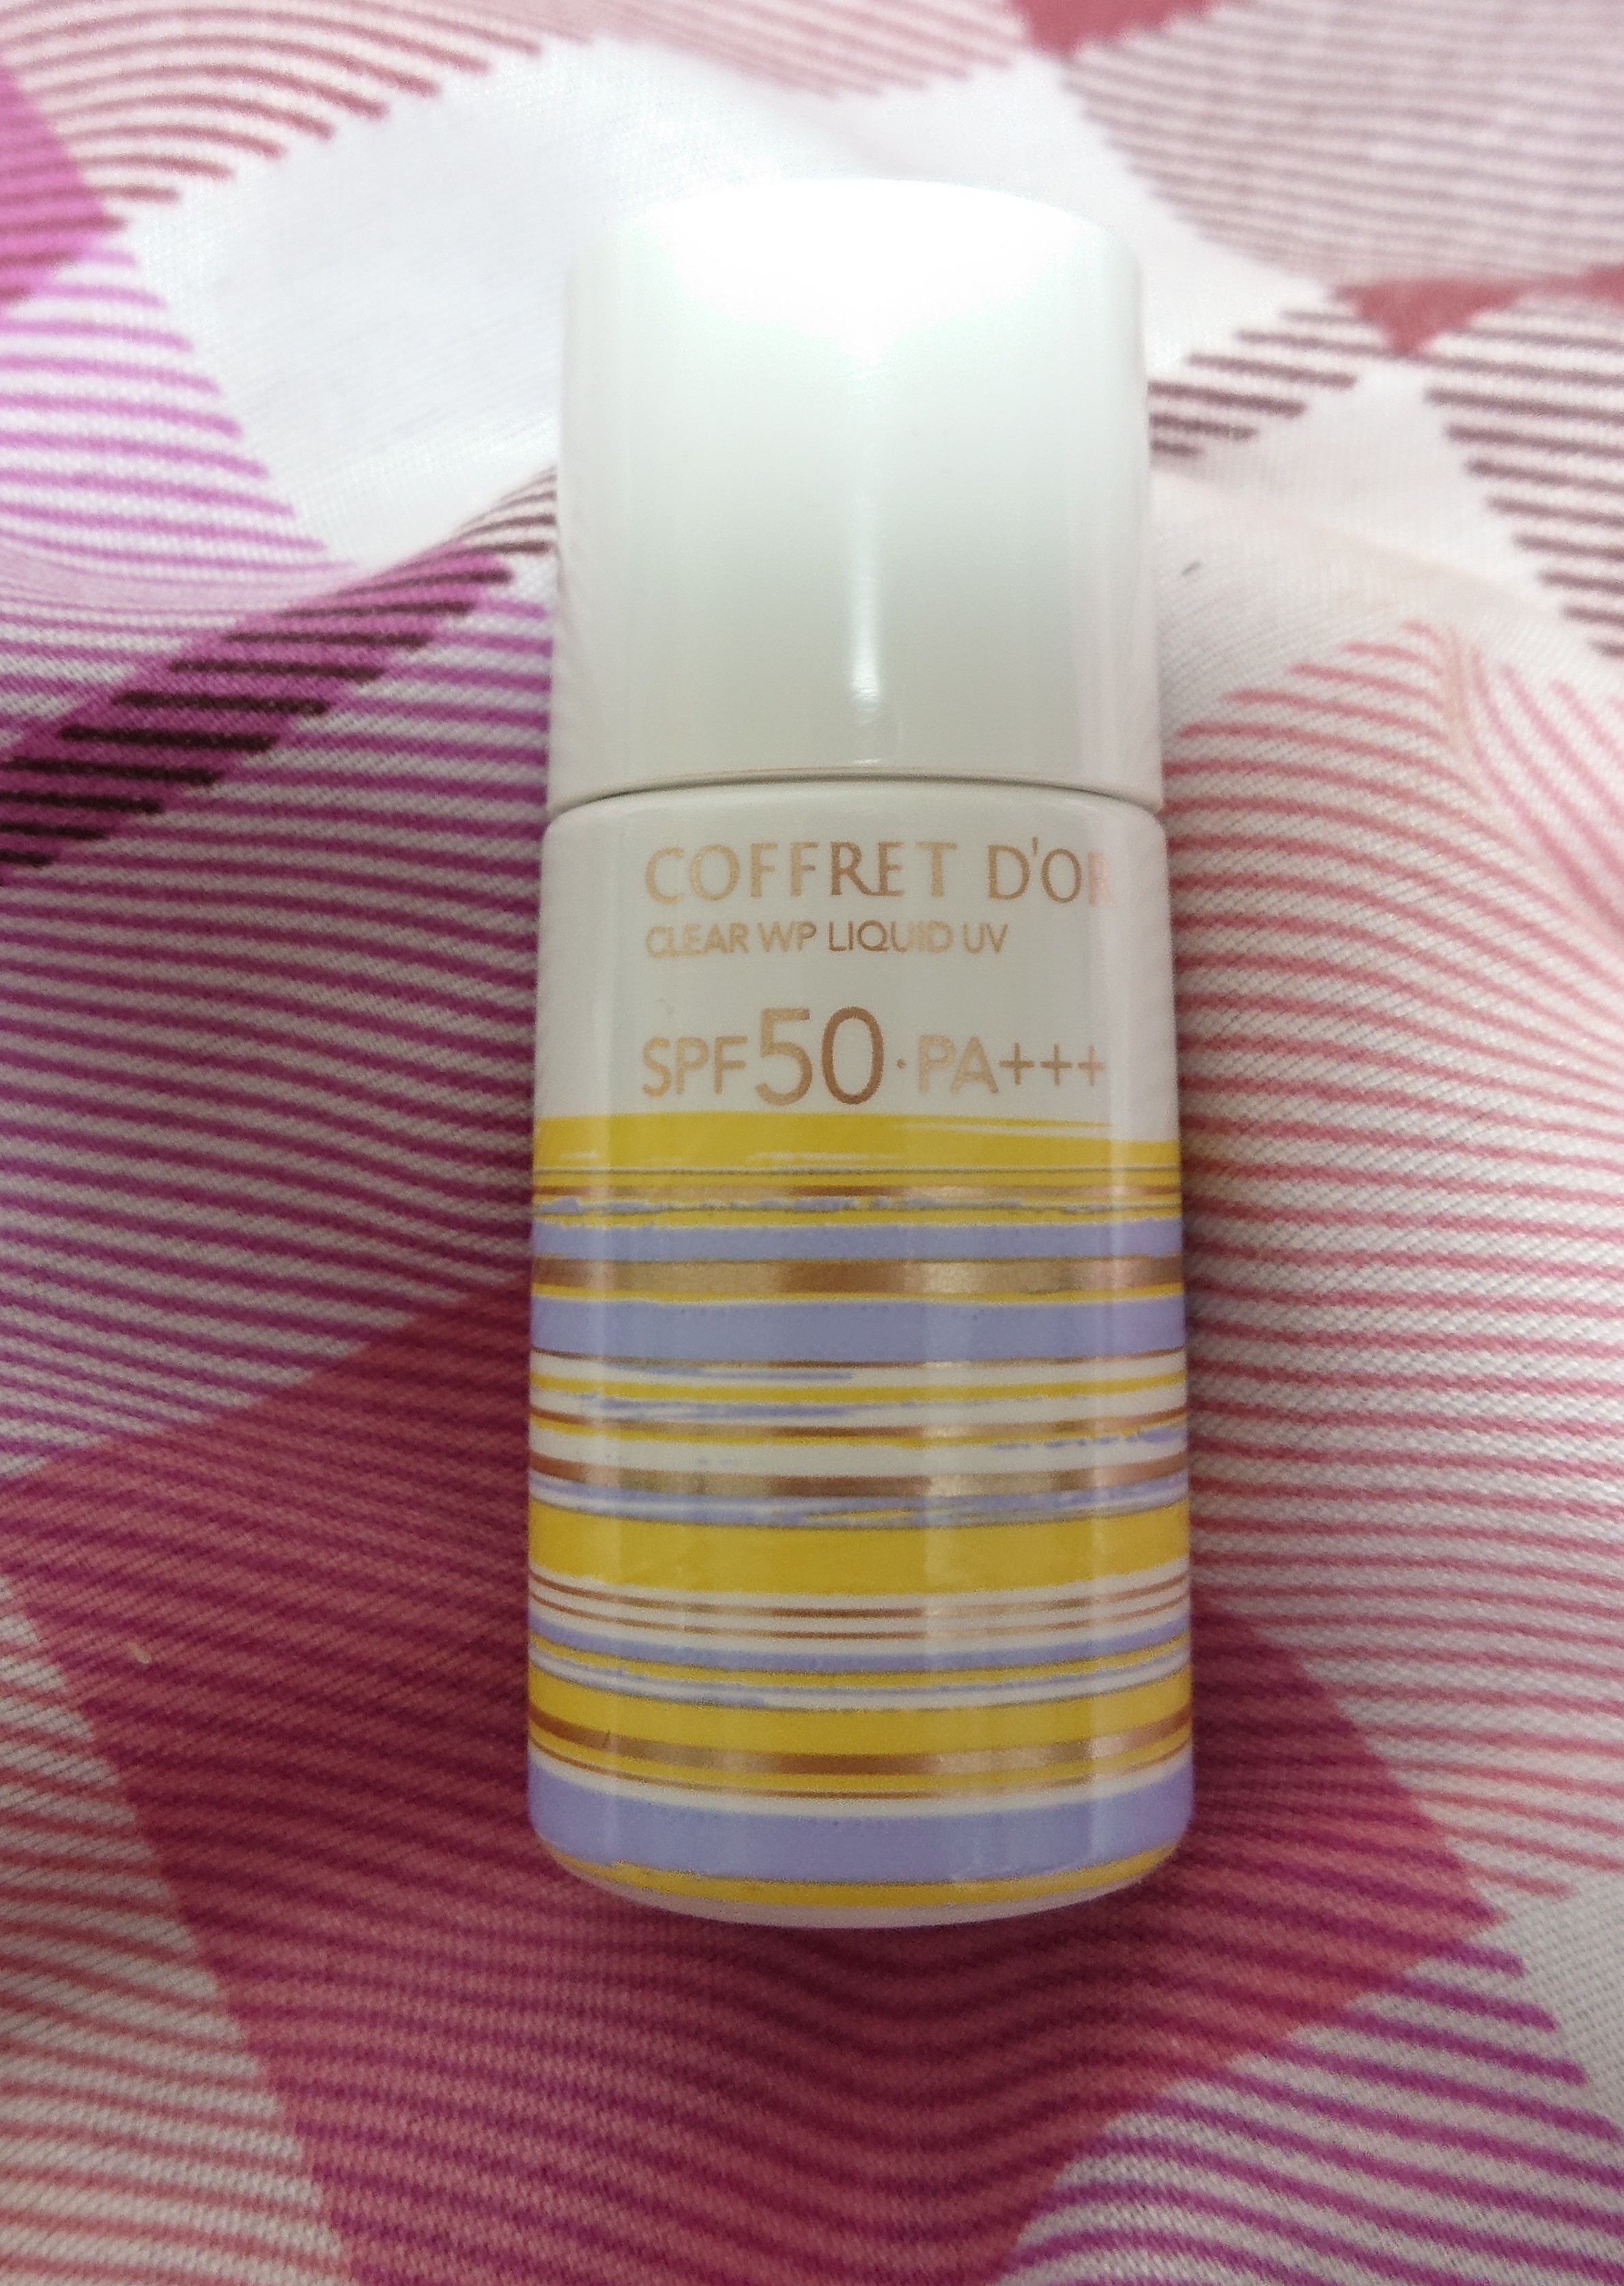 COFFRET D'OR
CLEAR WP LIQUID UV
SPF50·PA+++